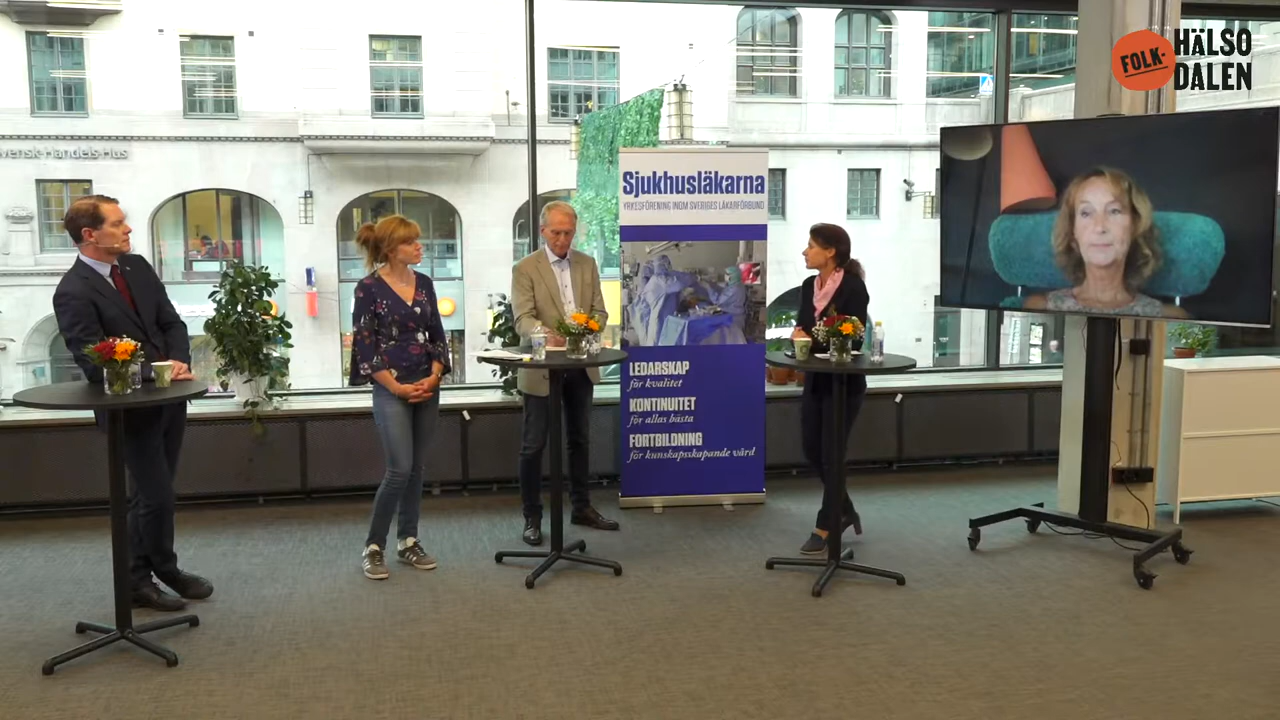 FOLK-
HÄLSO
DALEN
vensk-Handels-Hus
Sjukhusläkarna
YRKESFÖRENING INOM SVERIGES LÄKARFÖRBUND
LEDARSKAP
för kvalitet
KONTINUITET
för allas bästa
FORTBILDNING
för kunskapsskapande vård